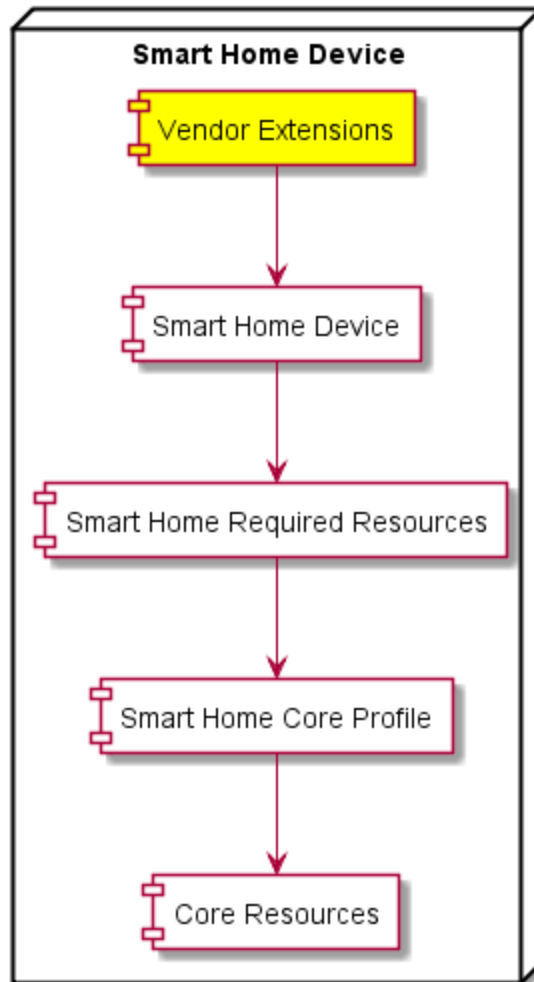 Smart Home Device
Vendor Extensions
Smart Home Device
Smart Home Required Resources
Smart Home Core Profile
Core Resources